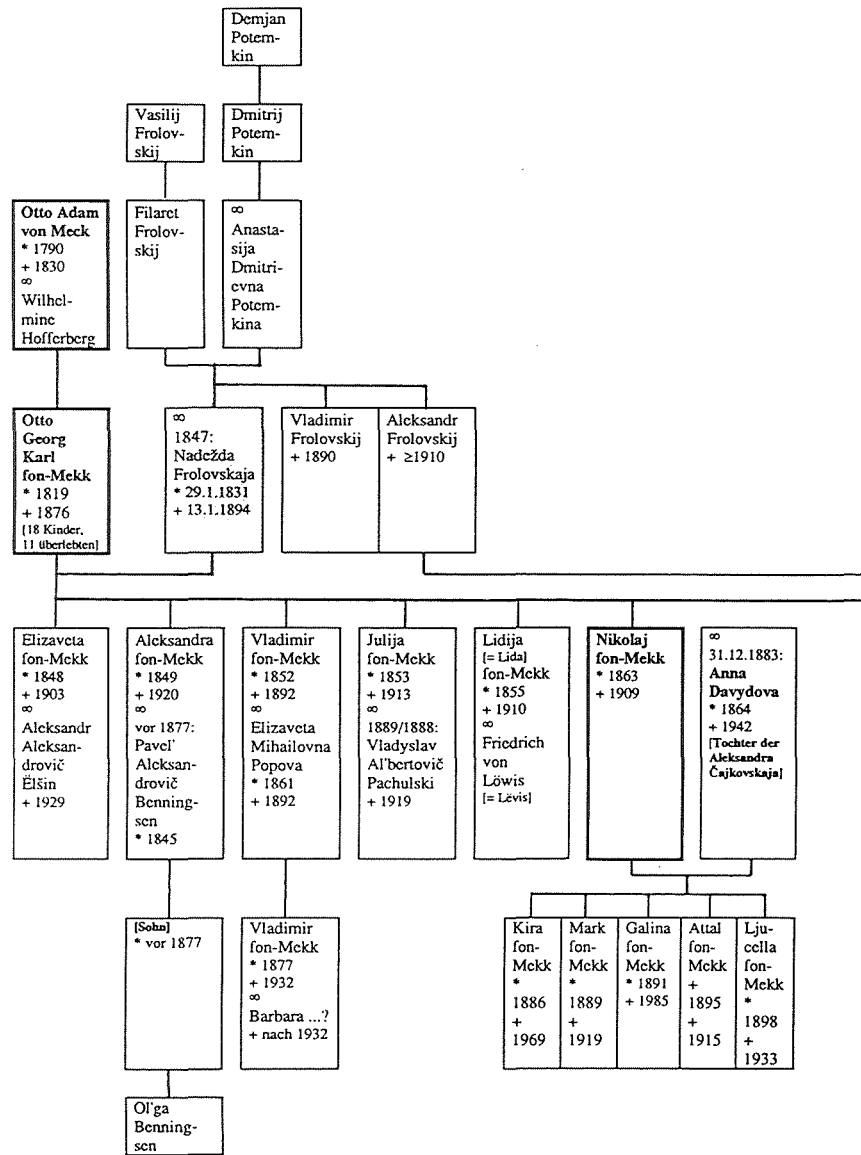 Demjan
Potem-
kin
Vasilij
Frolov-
skij
Dmitrij
Potem-
kin
Otto Adam
von Meck
* 1790
+ 1830
∞
Wilhel-
mine
Hofferberg
Filaret
Frolov-
skij
∞
Anasta-
sija
Dmitri-
evna
Potem-
kina
Otto
Georg
Karl
fon-Mekk
* 1819
+ 1876
[18 Kinder,
11 überlebten]
∞
1847:
Nadežda
Frolovskaja
* 29.1.1831
+ 13.1.1894
Vladimir
Frolovskij
+ 1890
Aleksandr
Frolovskij
+ ≥1910
Elizaveta
fon-Mekk
* 1848
+ 1903
∞
Aleksandr
Aleksan-
drovič
Ëlšin
+ 1929
Aleksandra
fon-Mekk
* 1849
+ 1920
∞
vor 1877:
Pavel'
Aleksan-
drovič
Benning-
sen
* 1845
Vladimir
fon-Mekk
* 1852
+ 1892
∞
Elizaveta
Mihailovna
Popova
* 1861
+ 1892
Julija
fon-Mekk
* 1853
+ 1913
∞
1889/1888:
Vladyslav
Al'bertovič
Pachulski
+ 1919
Lidija
[= Lida]
fon-Mekk
* 1855
+ 1910
∞
Friedrich
von
Löwis
[= Lëvis]
Nikolaj
fon-Mekk
* 1863
+ 1909
∞
31.12.1883:
Anna
Davydova
* 1864
+ 1942
[Tochter der
Aleksandra
Čajkovskaja]
[Sohn]
* vor 1877
Vladimir
fon-Mekk
* 1877
+ 1932
∞
Barbara ...?
+ nach 1932
Kira
fon-
Mekk
*
1886
+
1969
Mark
fon-
Mekk
*
1889
+
1919
Galina
fon-
Mekk
* 1891
+ 1985
Attal
fon-
Mekk
+
1895
+
1915
Lju-
cella
fon-
Mekk
*
1898
+
1933
Ol'ga
Benning-
sen